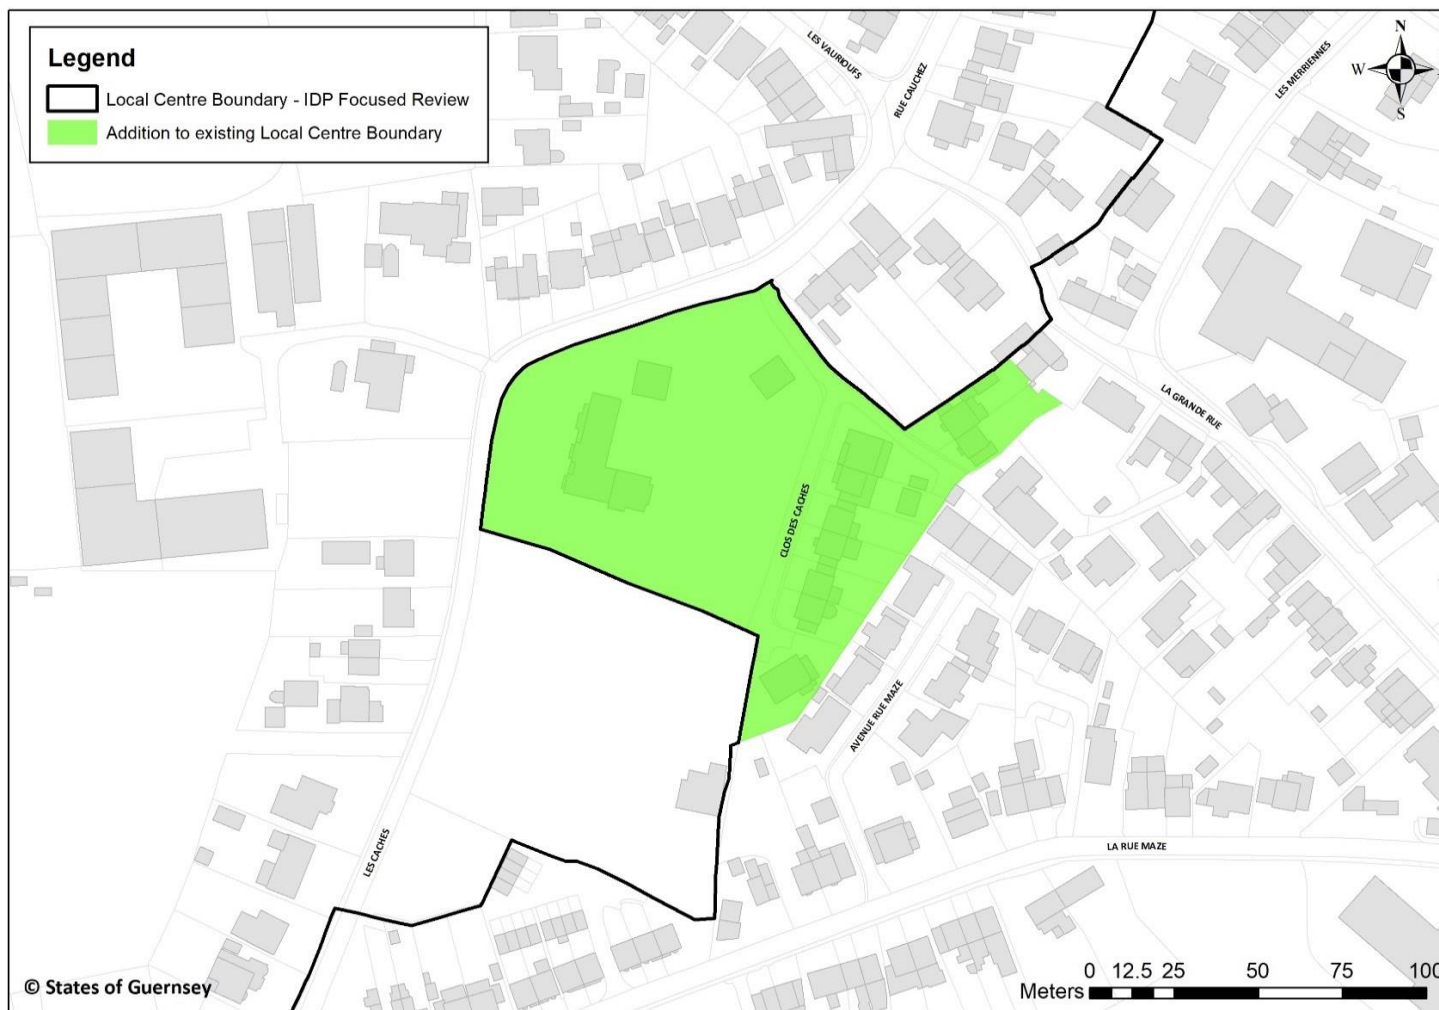 Legend
Local Centre Boundary - IDP Focused Review
Addition to existing Local Centre Boundary
N
W
S
LES VAURIOUFS
RUE CAUCHEZ
LES MERRIENNES
LA GRANDE RUE
CLOS DES CACHES
AVENUE RUE MAZE
LES CACHES
LA RUE MAZE
© States of Guernsey
Meters
0 12.5 25 50 75 100